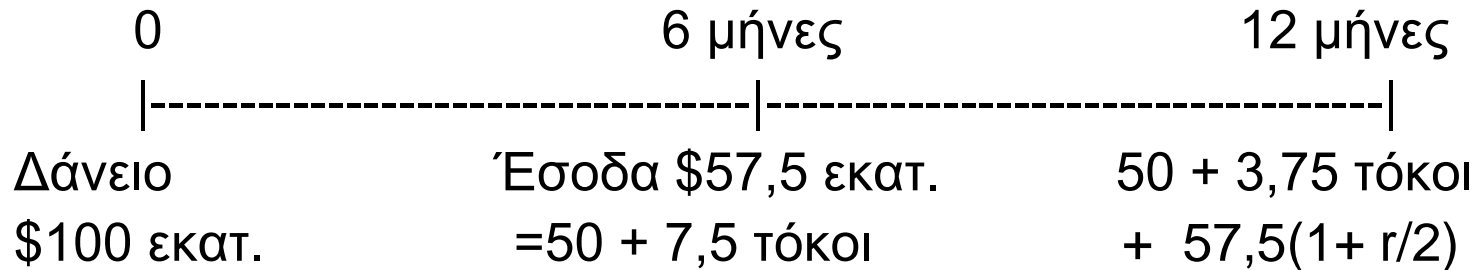 0 6 μήνες 12 μήνες
|----------------------------------|-----------------------------------|
Δάνειο Έσοδα $57,5 εκατ. 50 + 3,75 τόκοι
$100 εκατ. =50 + 7,5 τόκοι + 57,5(1+ r/2)